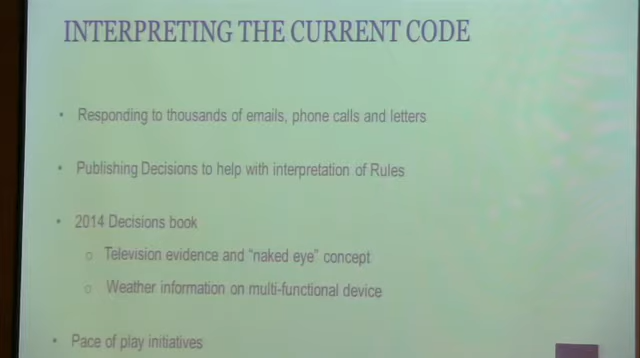 INTERPRETING THE CURRENT CODE
• Responding to thousands of emails, phone calls and letters
• Publishing Decisions to help with interpretation of Rules
• 2014 Decisions book
o Television evidence and "naked eye" concept
o Weather information on multi-functional device
• Pace of play initiatives